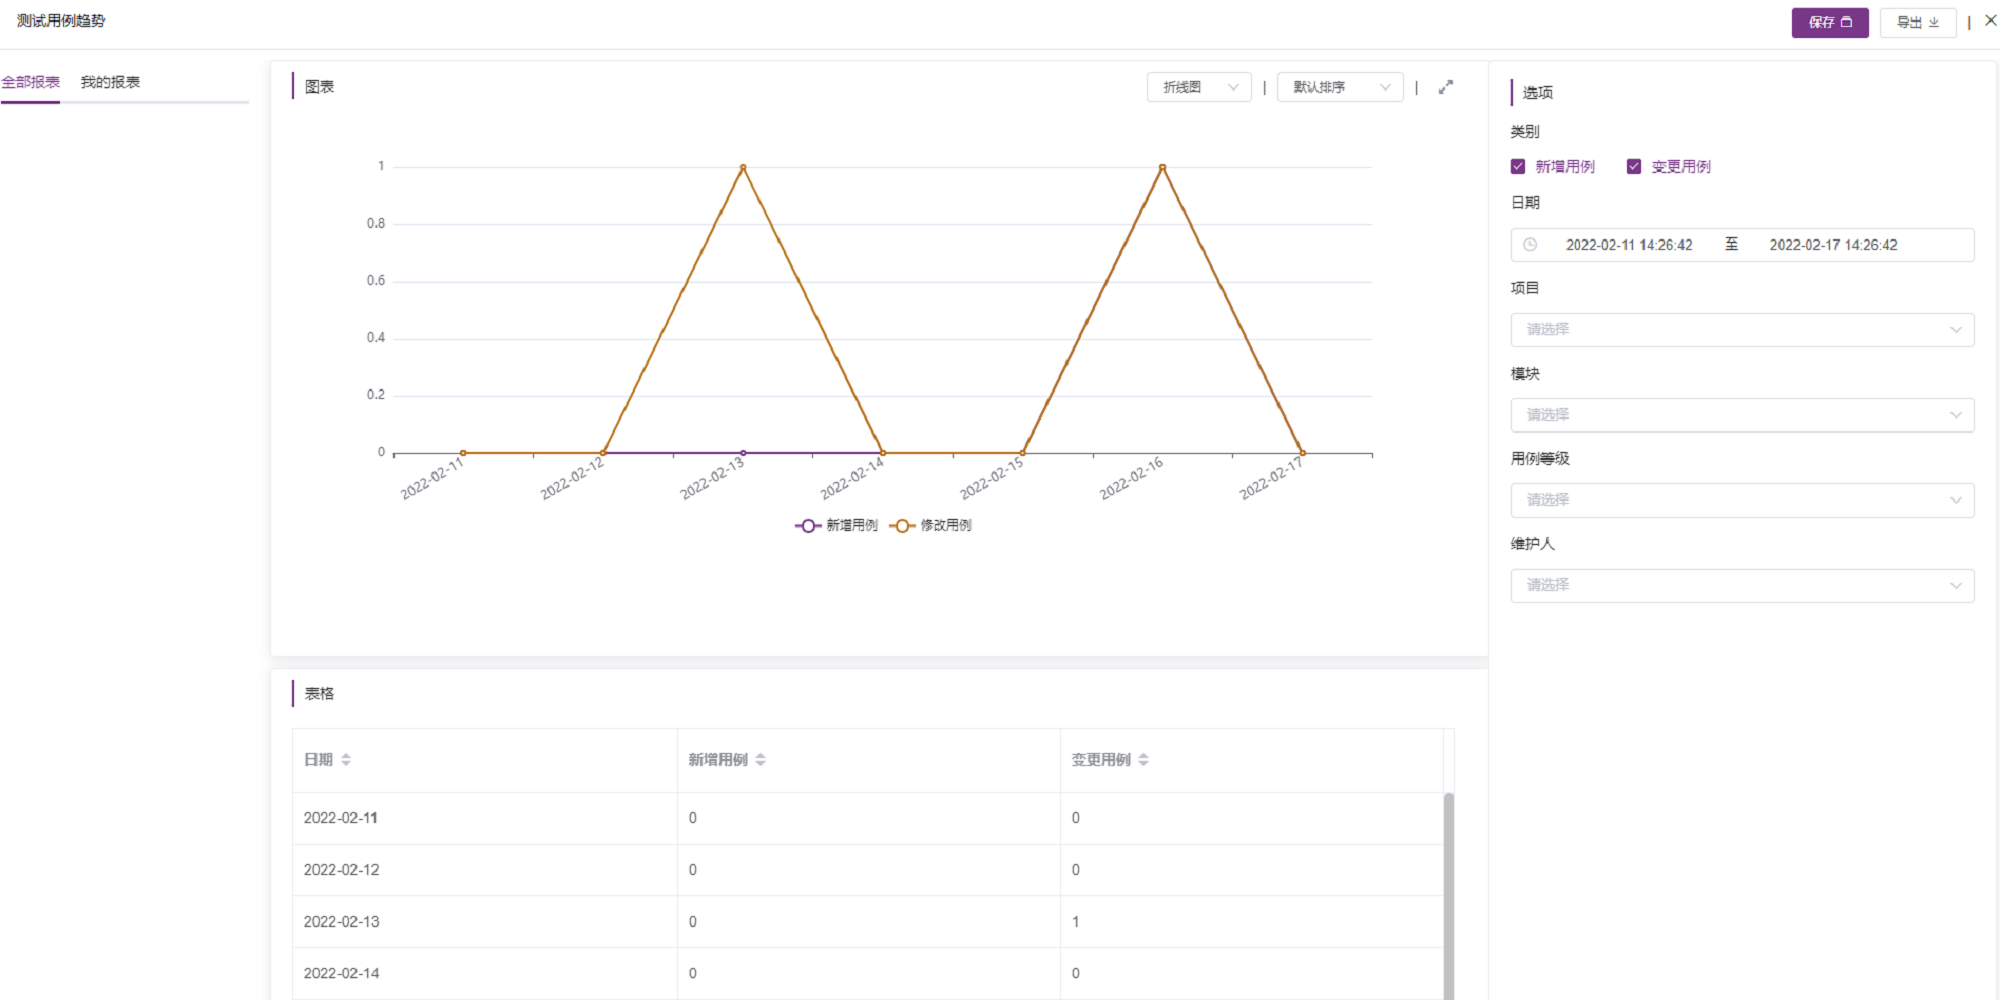 测试用例趋势
保存
导出
全部报表 我的报表
图表
折线图 | 默认排序 |
1
0.8
0.6
0.4
0.2
0
2022-02-11 2022-02-12 2022-02-13 2022-02-14 2022-02-15 2022-02-16 2022-02-17
新增用例 修改用例
表格
日期 新增用例 变更用例
2022-02-11 0 0
2022-02-12 0 0
2022-02-13 0 1
2022-02-14 0 0
选项
类别
新增用例 变更用例
日期
2022-02-11 14:26:42 至 2022-02-17 14:26:42
项目
请选择
模块
请选择
用例等级
请选择
维护人
请选择